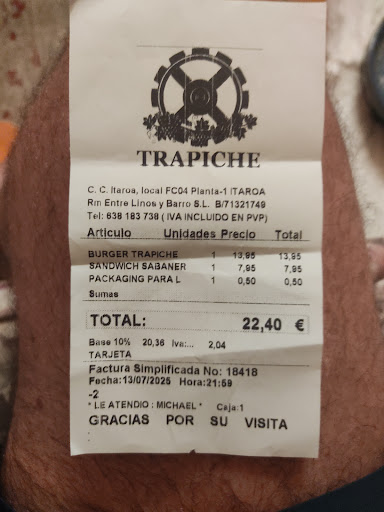 TRAPICHE
C. C. Itaroa, local FC04 Planta-1 ITAROA
Rm Entre Linos y Barro S.L. B/71321749
Tel: 638 183 738 ( IVA INCLUIDO EN PVP)
Articulo Unidades Precio Total
BURGER TRAPICHE 1 13,95 13,95
SANDWICH SABANER 1 7,95 7,95
PACKAGING PARA L 1 0,50 0,50
Sumas
TOTAL: 22,40 €
Base 10% 20,36 Iva:... 2,04
TARJETA
Factura Simplificada No: 18418
Fecha:13/07/2025 Hora:21:59
-2
* LE ATENDIO : MICHAEL * Caja:1
GRACIAS POR SU VISITA
: